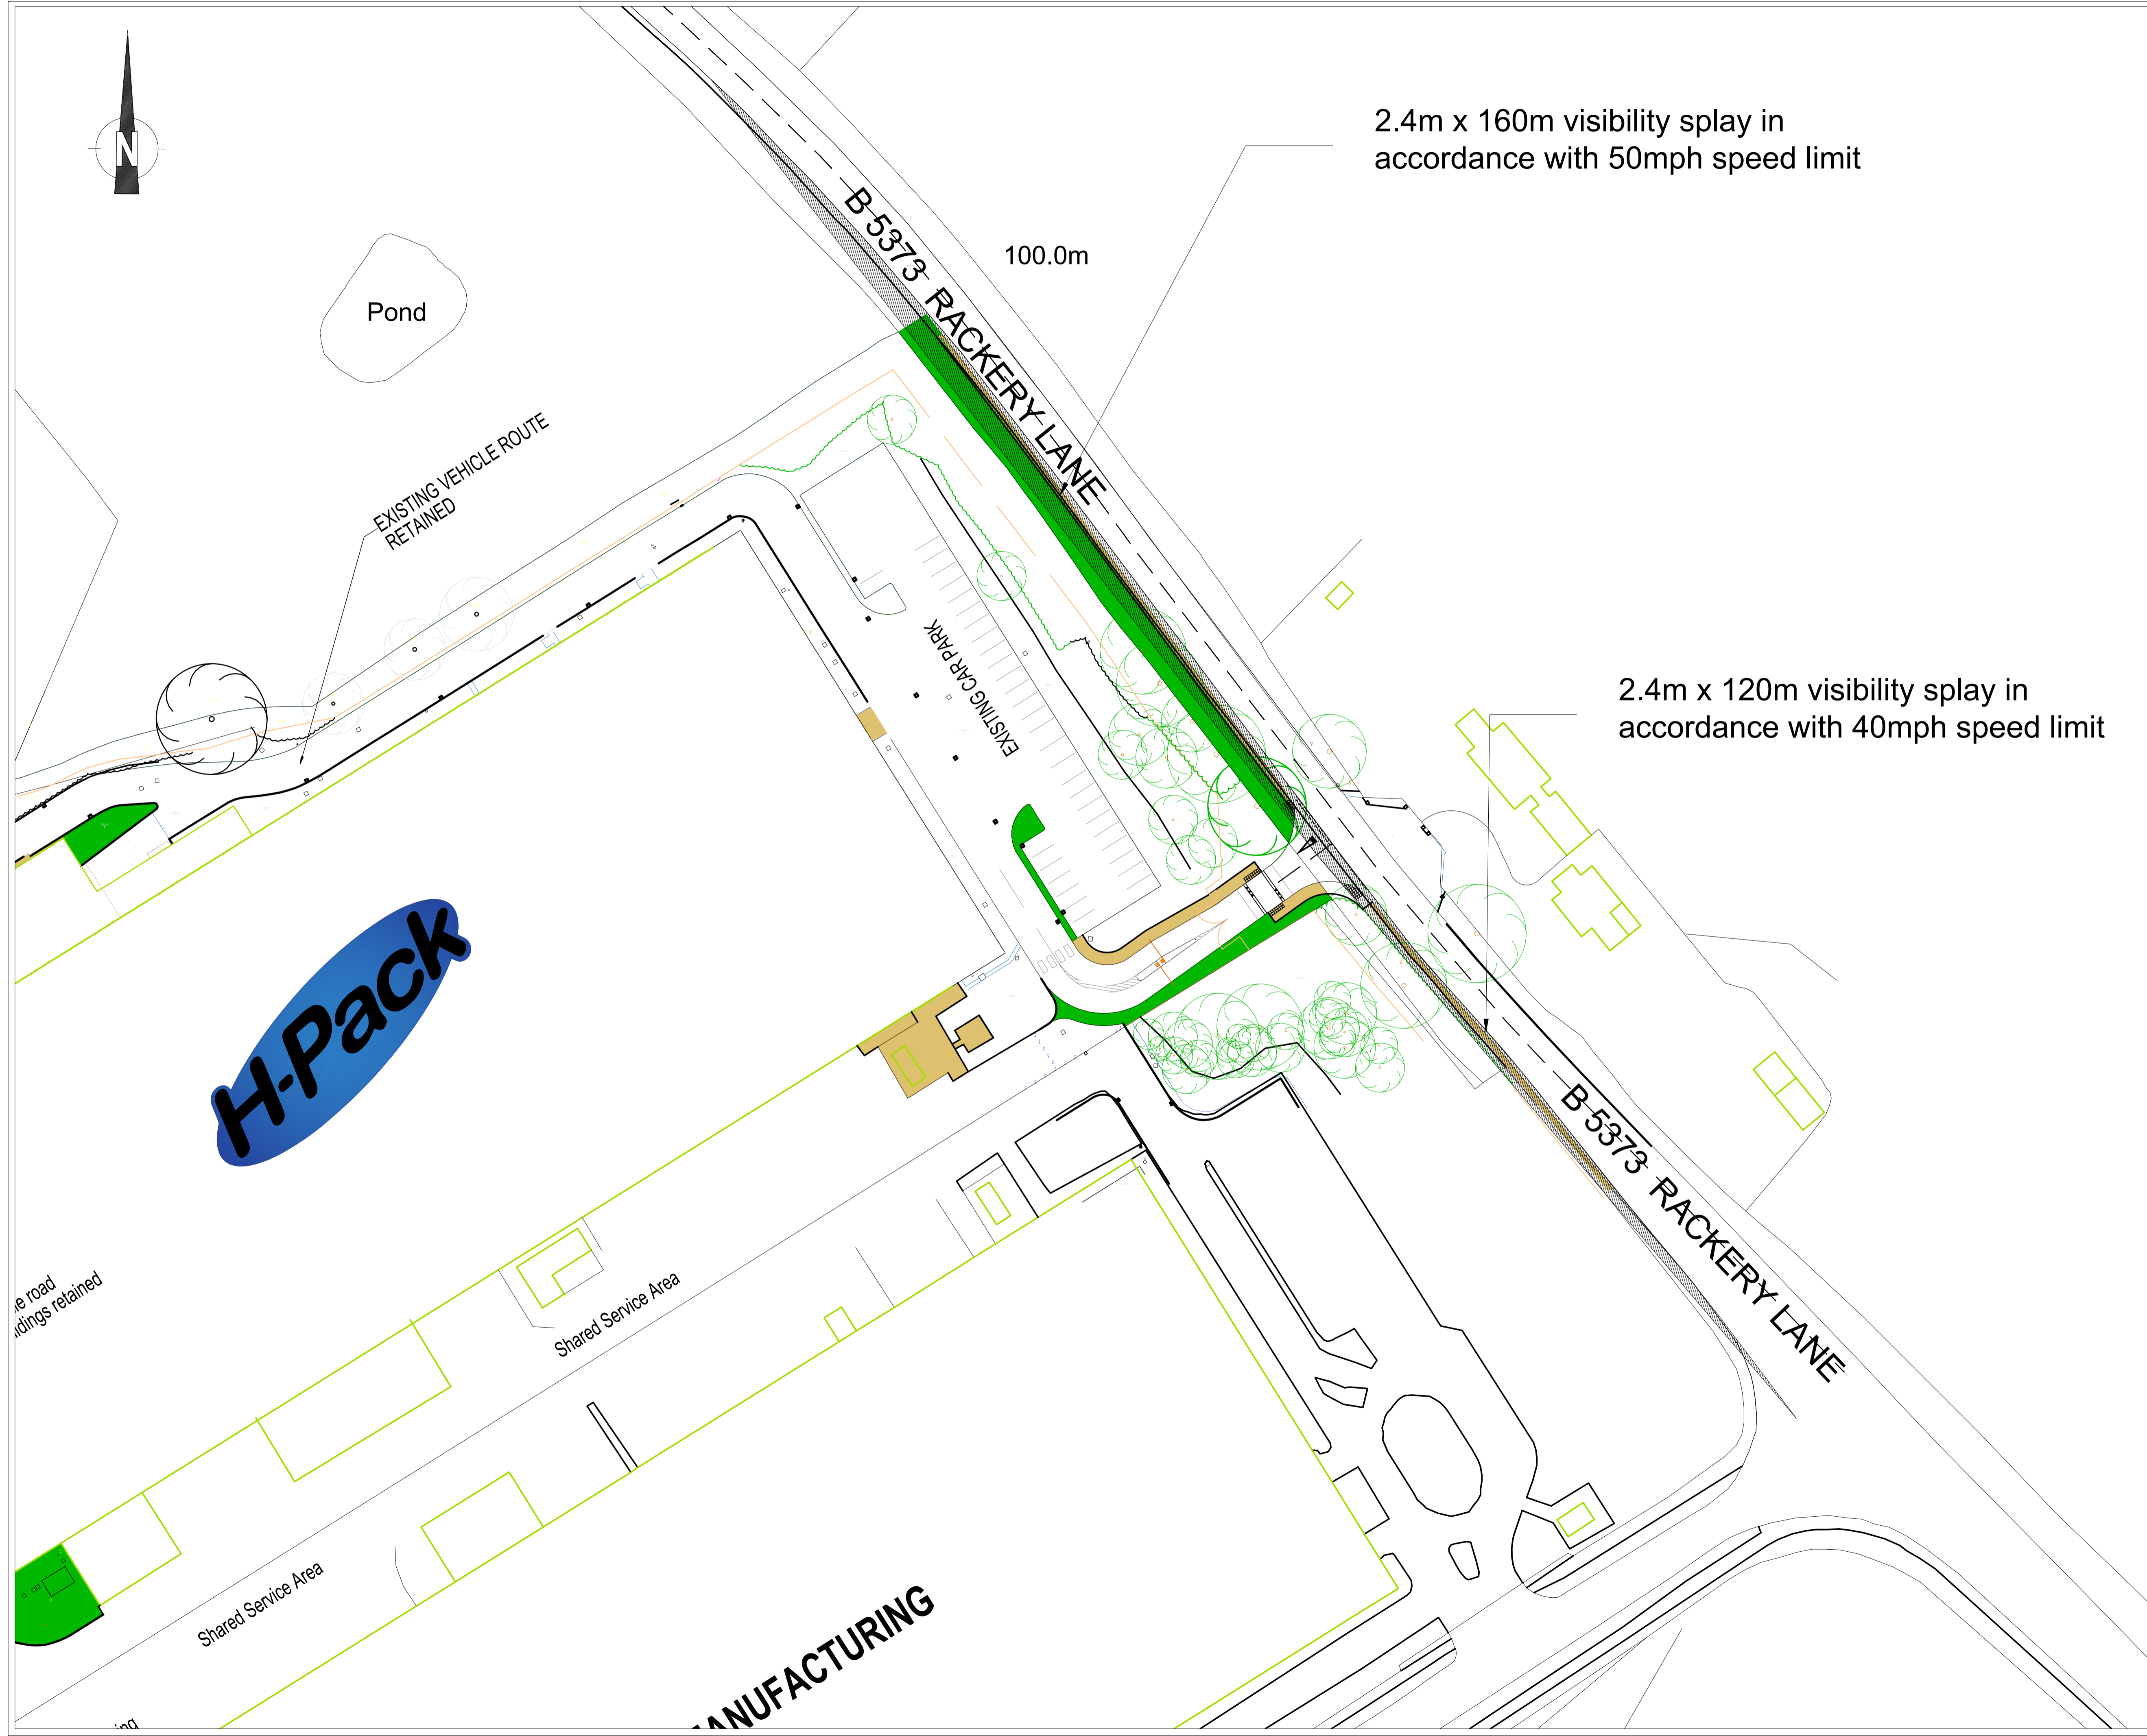 N
2.4m x 160m visibility splay in
accordance with 50mph speed limit
B 5373 RACKERY LANE
100.0m
Pond
EXISTING VEHICLE ROUTE
RETAINED
EXISTING CAR PARK
2.4m x 120m visibility splay in
accordance with 40mph speed limit
H-Pack
B 5373 RACKERY LANE
road
retained
Shared Service Area
Shared Service Area